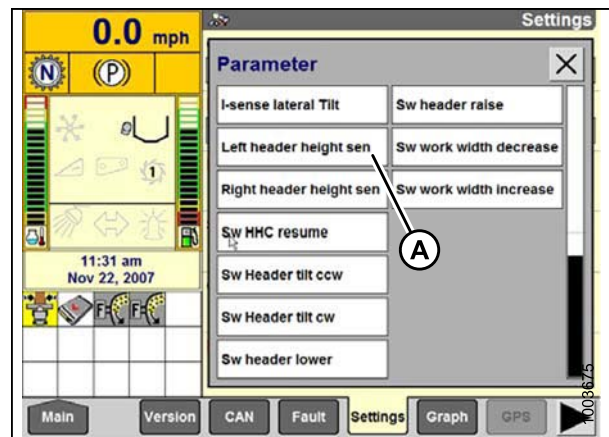 0.0 mph
Settings
N
(P)
Parameter
I-sense lateral Tilt
Sw header raise
Left header height sen
Sw work width decrease
1
Right header height sen
Sw work width increase
Sw HHC resume
A
Sw Header tilt ccw
11:31 am
Nov 22, 2007
Sw Header tilt cw
F
F
Sw header lower
Main
Version
CAN
Fault
Settings
Graph
GPS
1003675